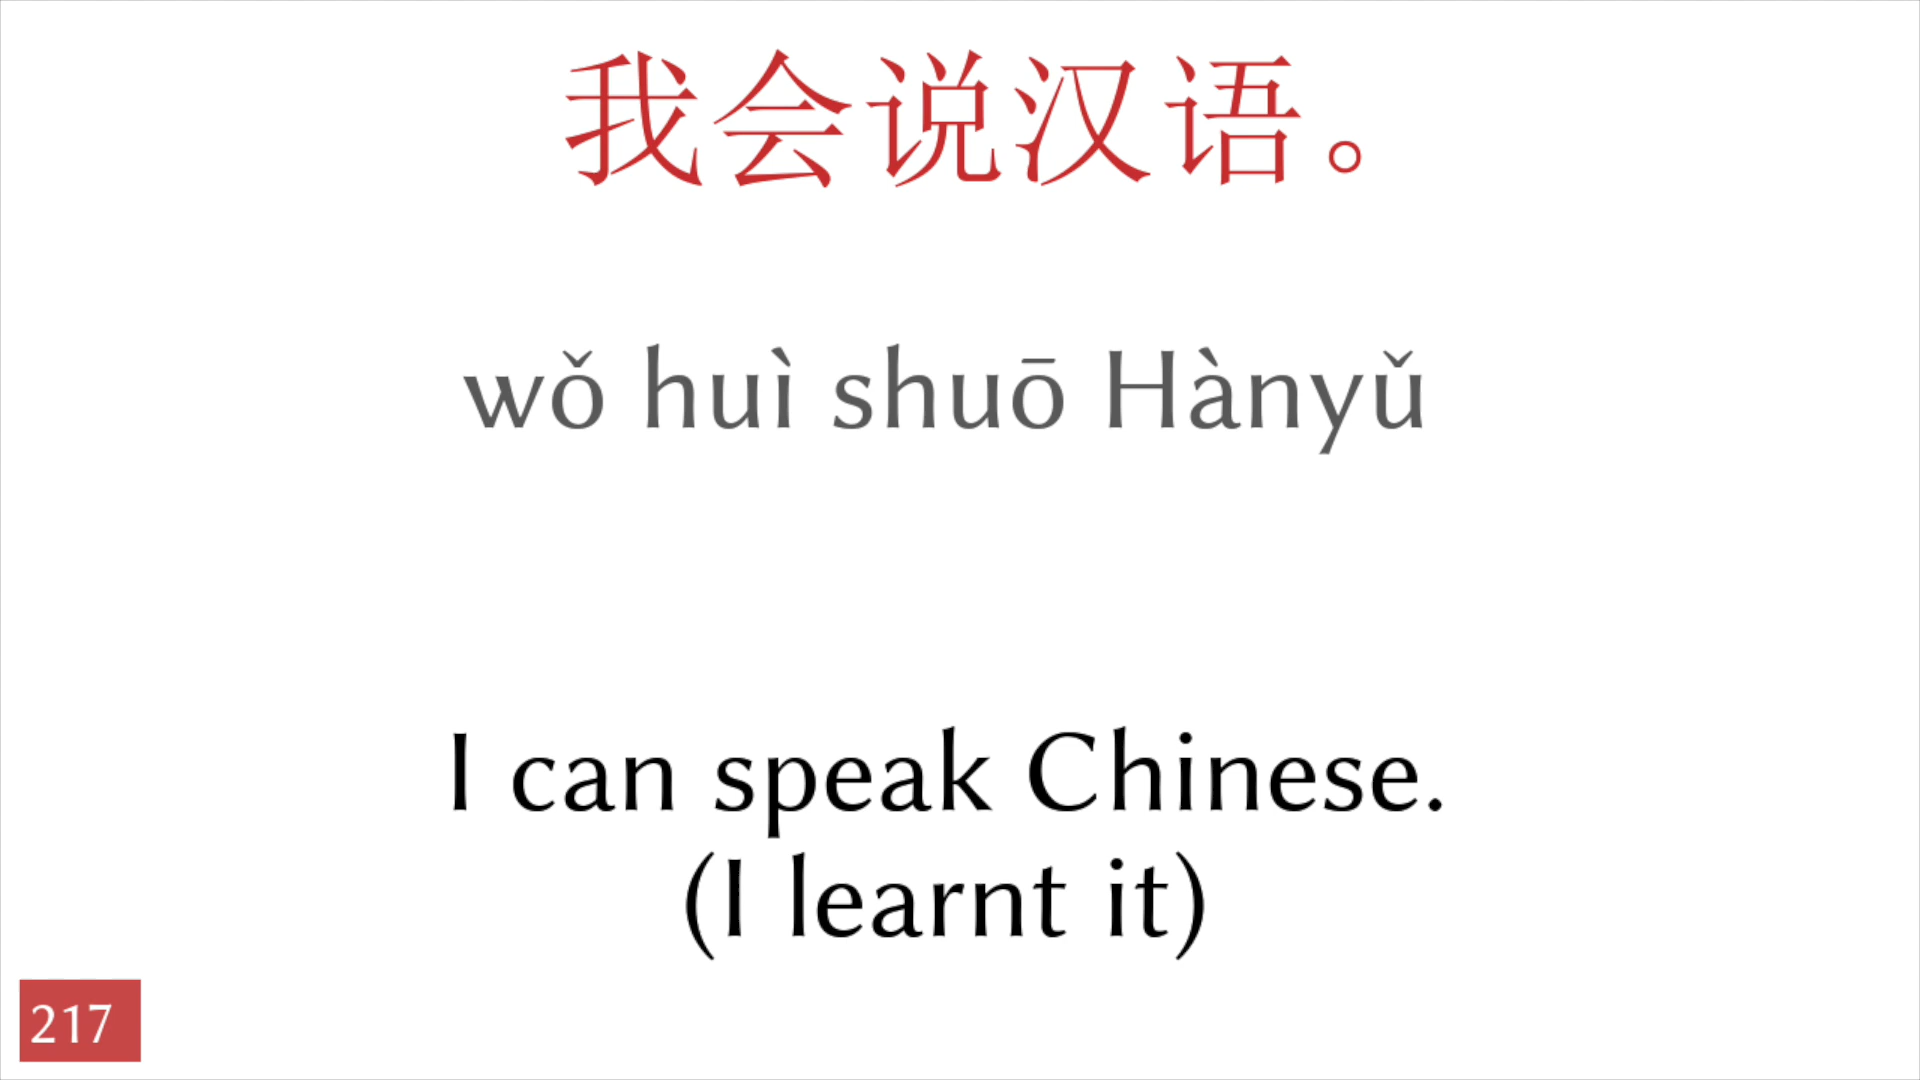 我会说汉语。
wǒ huì shuō Hànyǔ
I can speak Chinese.
(I learnt it)
217